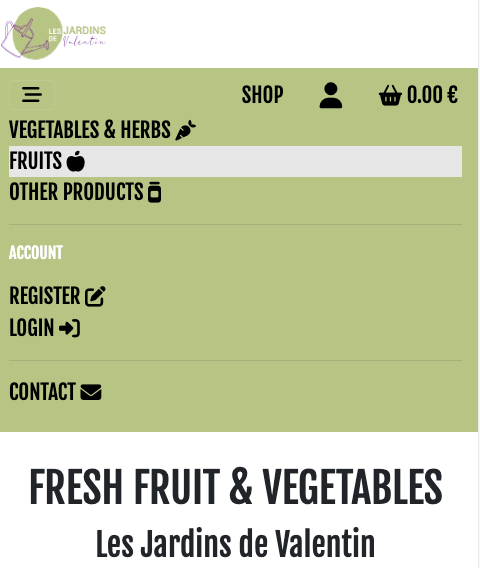 LES JARDINS
DE Valentin
SHOP 0.00 €
VEGETABLES & HERBS
FRUITS
OTHER PRODUCTS
ACCOUNT
REGISTER
LOGIN
CONTACT
FRESH FRUIT & VEGETABLES
Les Jardins de Valentin